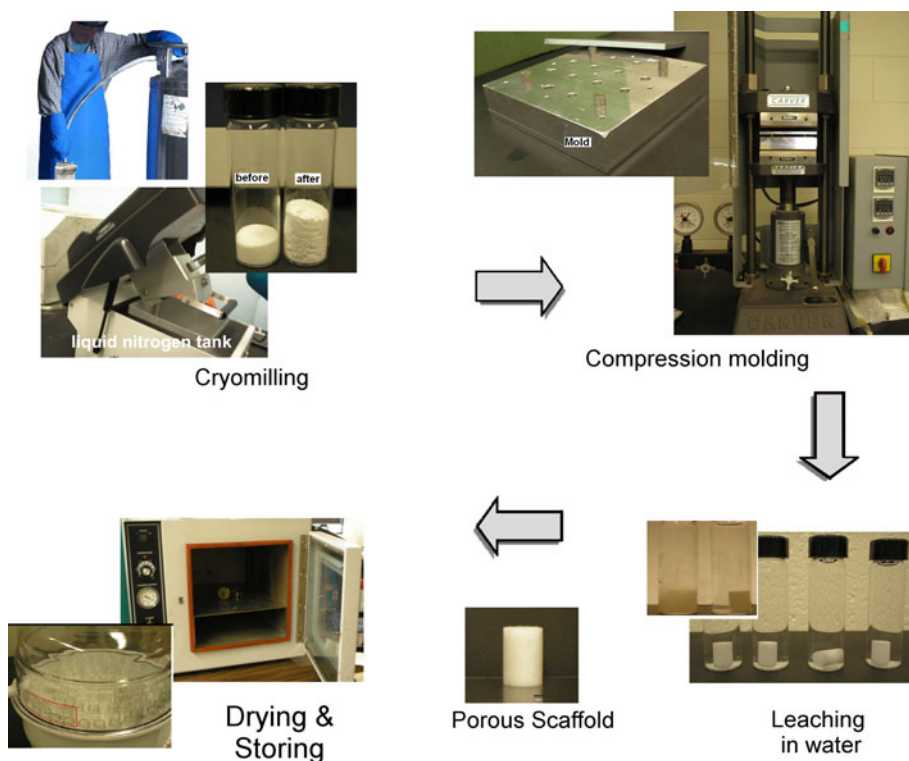 before
after
liquid nitrogen tank
Cryomilling
Mold
CARVER
CARVER
Compression molding
Leaching
in water
Porous Scaffold
Drying &
Storing